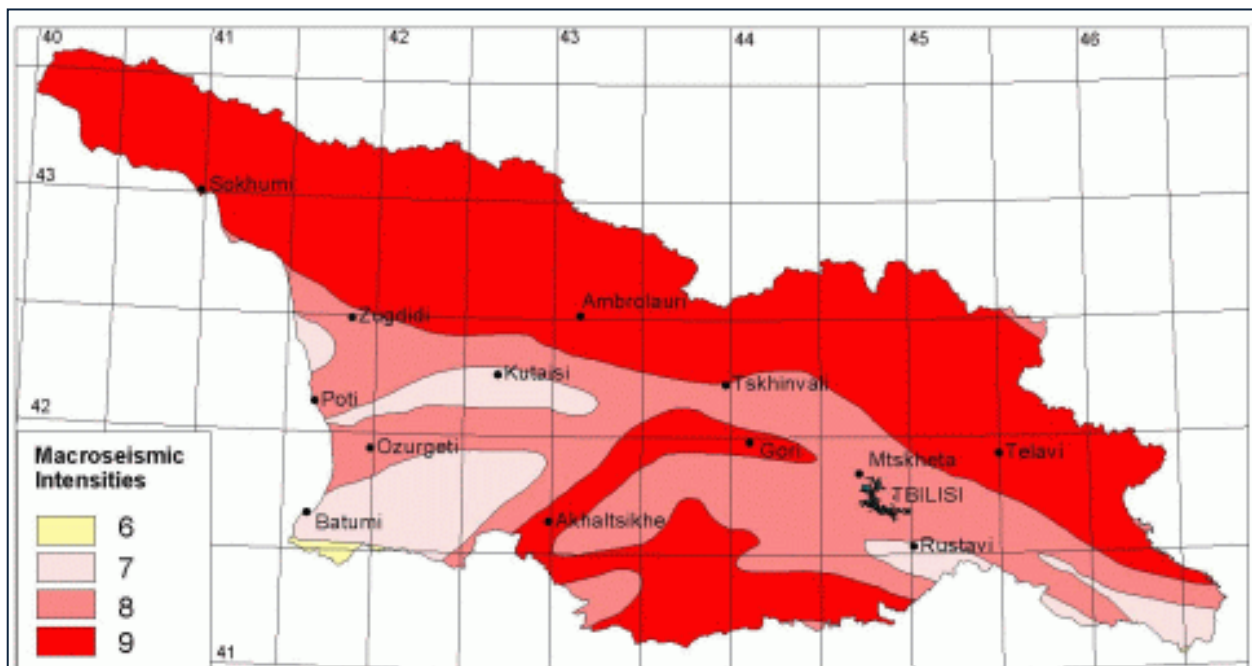 40 41 42 43 44 45 46
43
Sokhumi
Ambrolauri
Zugdidi
Kutaisi
Tskhinvali
Poti
42
Ozurgeti
Gori
Telavi
Mtskheta
TBILISI
Batumi
Akhaltsikhe
Rustavi
Macroseismic
Intensities
6
7
8
9
41